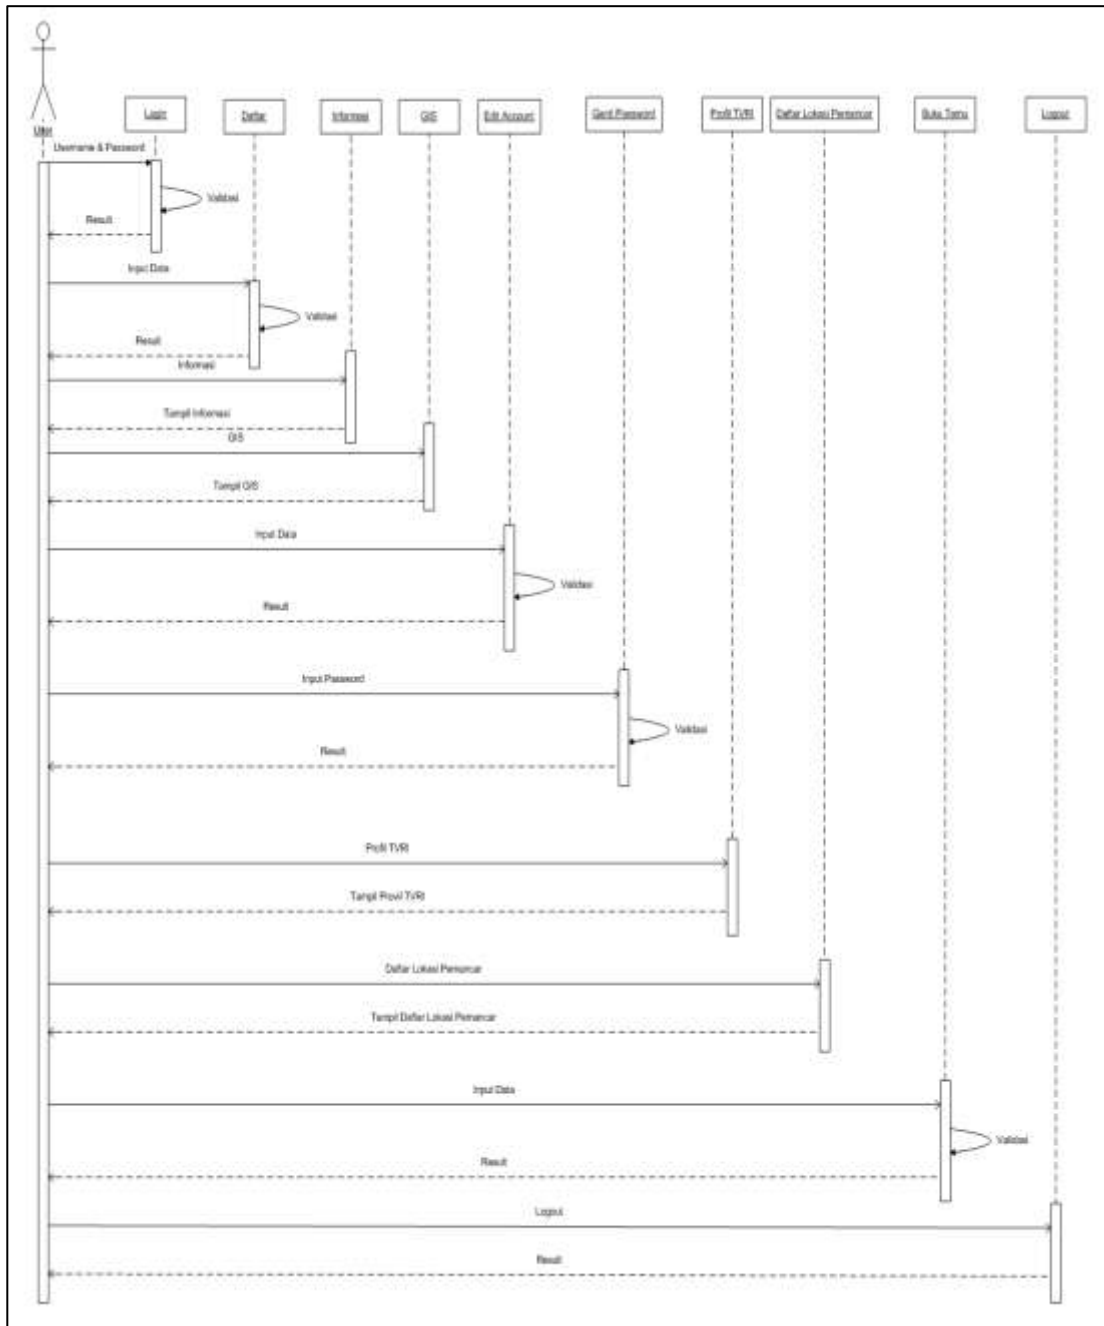 User
Login
Daftar
Informasi
GIS
Edit Account
Ganti Password
Profil TVRI
Daftar Lokasi Pemancar
Buku Tamu
Logout
Username & Password
Validasi
Result
Input Data
Validasi
Result
Informasi
Tampil Informasi
GIS
Tampil GIS
Input Data
Validasi
Result
Input Password
Validasi
Result
Profil TVRI
Tampil Provil TVRI
Daftar Lokasi Pemancar
Tampil Daftar Lokasi Pemancar
Input Data
Validasi
Result
Logout
Result